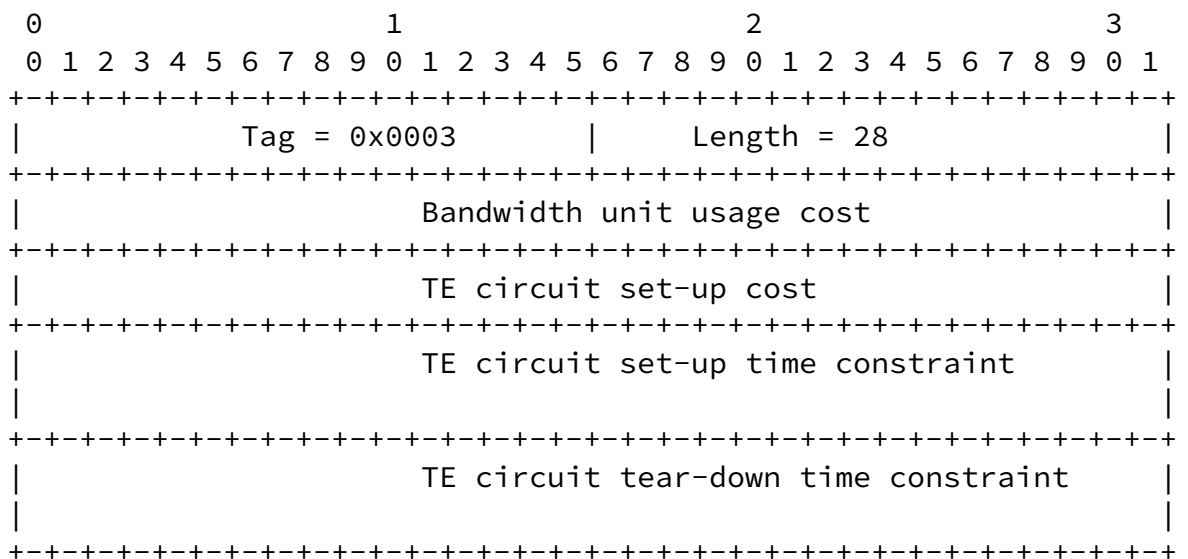 0                   1                   2                   3
 0 1 2 3 4 5 6 7 8 9 0 1 2 3 4 5 6 7 8 9 0 1 2 3 4 5 6 7 8 9 0 1
+-+-+-+-+-+-+-+-+-+-+-+-+-+-+-+-+-+-+-+-+-+-+-+-+-+-+-+-+-+-+-+-+
|            Tag = 0x0003       |     Length = 28               |
+-+-+-+-+-+-+-+-+-+-+-+-+-+-+-+-+-+-+-+-+-+-+-+-+-+-+-+-+-+-+-+-+
|                      Bandwidth unit usage cost                |
+-+-+-+-+-+-+-+-+-+-+-+-+-+-+-+-+-+-+-+-+-+-+-+-+-+-+-+-+-+-+-+-+
|                      TE circuit set-up cost                   |
+-+-+-+-+-+-+-+-+-+-+-+-+-+-+-+-+-+-+-+-+-+-+-+-+-+-+-+-+-+-+-+-+
|                      TE circuit set-up time constraint        |
|                                                               |
+-+-+-+-+-+-+-+-+-+-+-+-+-+-+-+-+-+-+-+-+-+-+-+-+-+-+-+-+-+-+-+-+
|                      TE circuit tear-down time constraint     |
|                                                               |
+-+-+-+-+-+-+-+-+-+-+-+-+-+-+-+-+-+-+-+-+-+-+-+-+-+-+-+-+-+-+-+-+